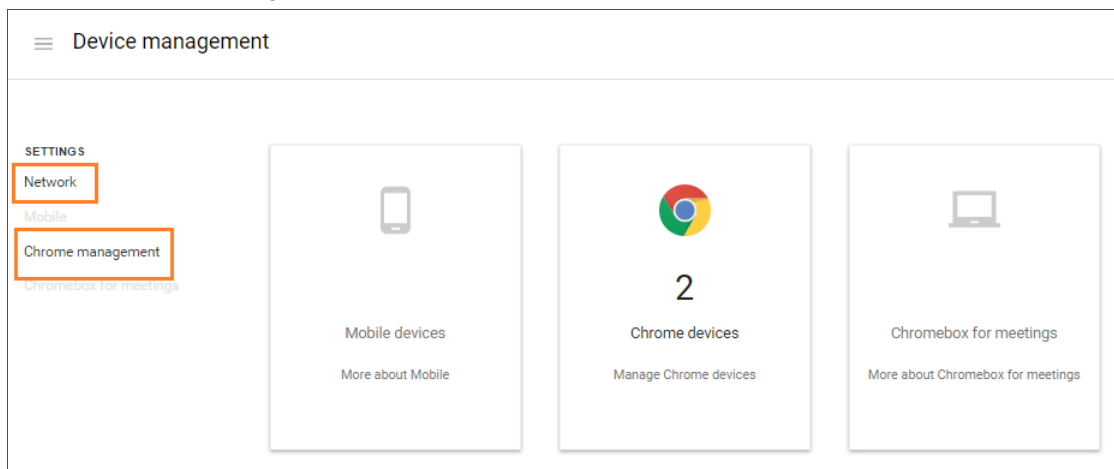 Device management
SETTINGS
Network
Mobile
Chrome management
Chromebox for meetings
Mobile devices
More about Mobile
2
Chrome devices
Manage Chrome devices
Chromebox for meetings
More about Chromebox for meetings